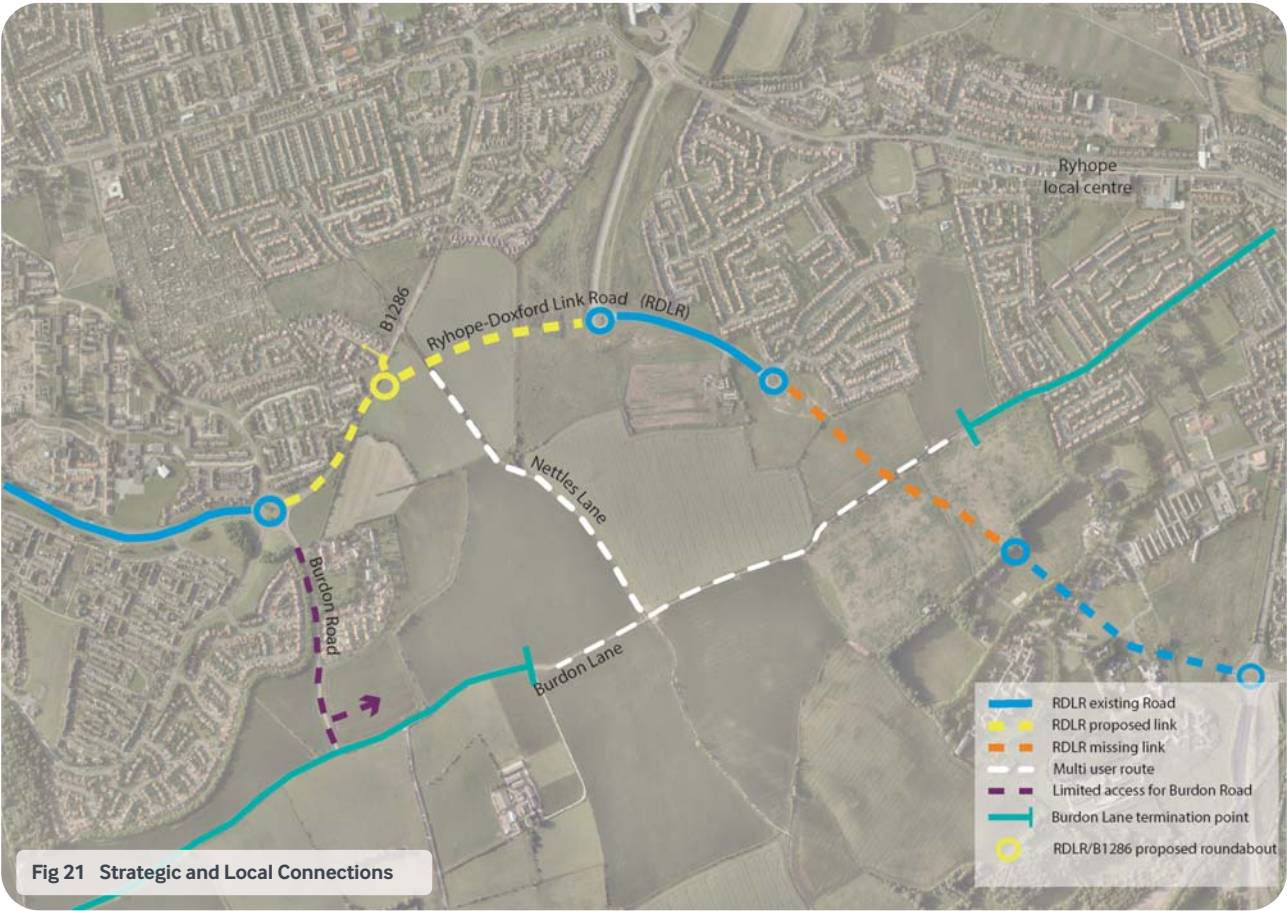 Ryhope
local centre
B1286
Ryhope-Doxford Link Road (RDLR)
Nettles Lane
Burdon Road
Burdon Lane
RDLR existing Road
RDLR proposed link
RDLR missing link
Multi user route
Limited access for Burdon Road
Burdon Lane termination point
RDLR/B1286 proposed roundabout
Fig 21 Strategic and Local Connections